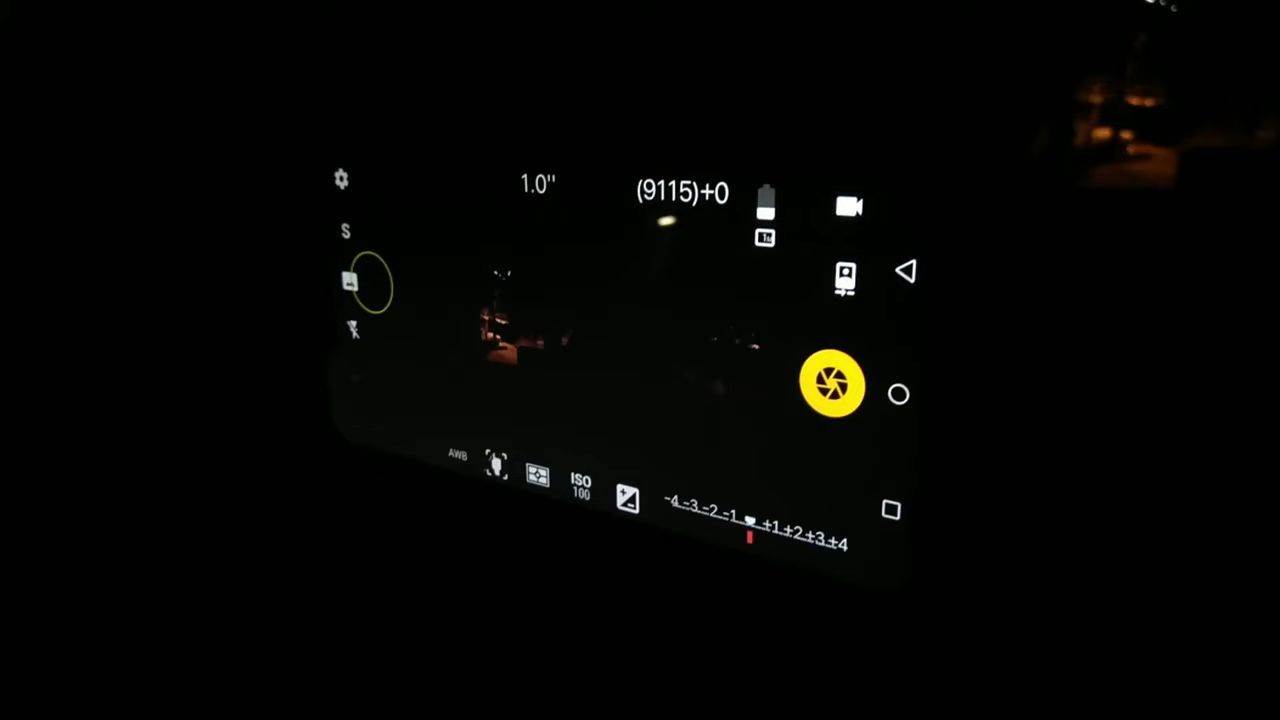 1.0" (9115)+0
S
AWB
ISO
100
-4 -3 -2 -1 +1 +2 +3 +4